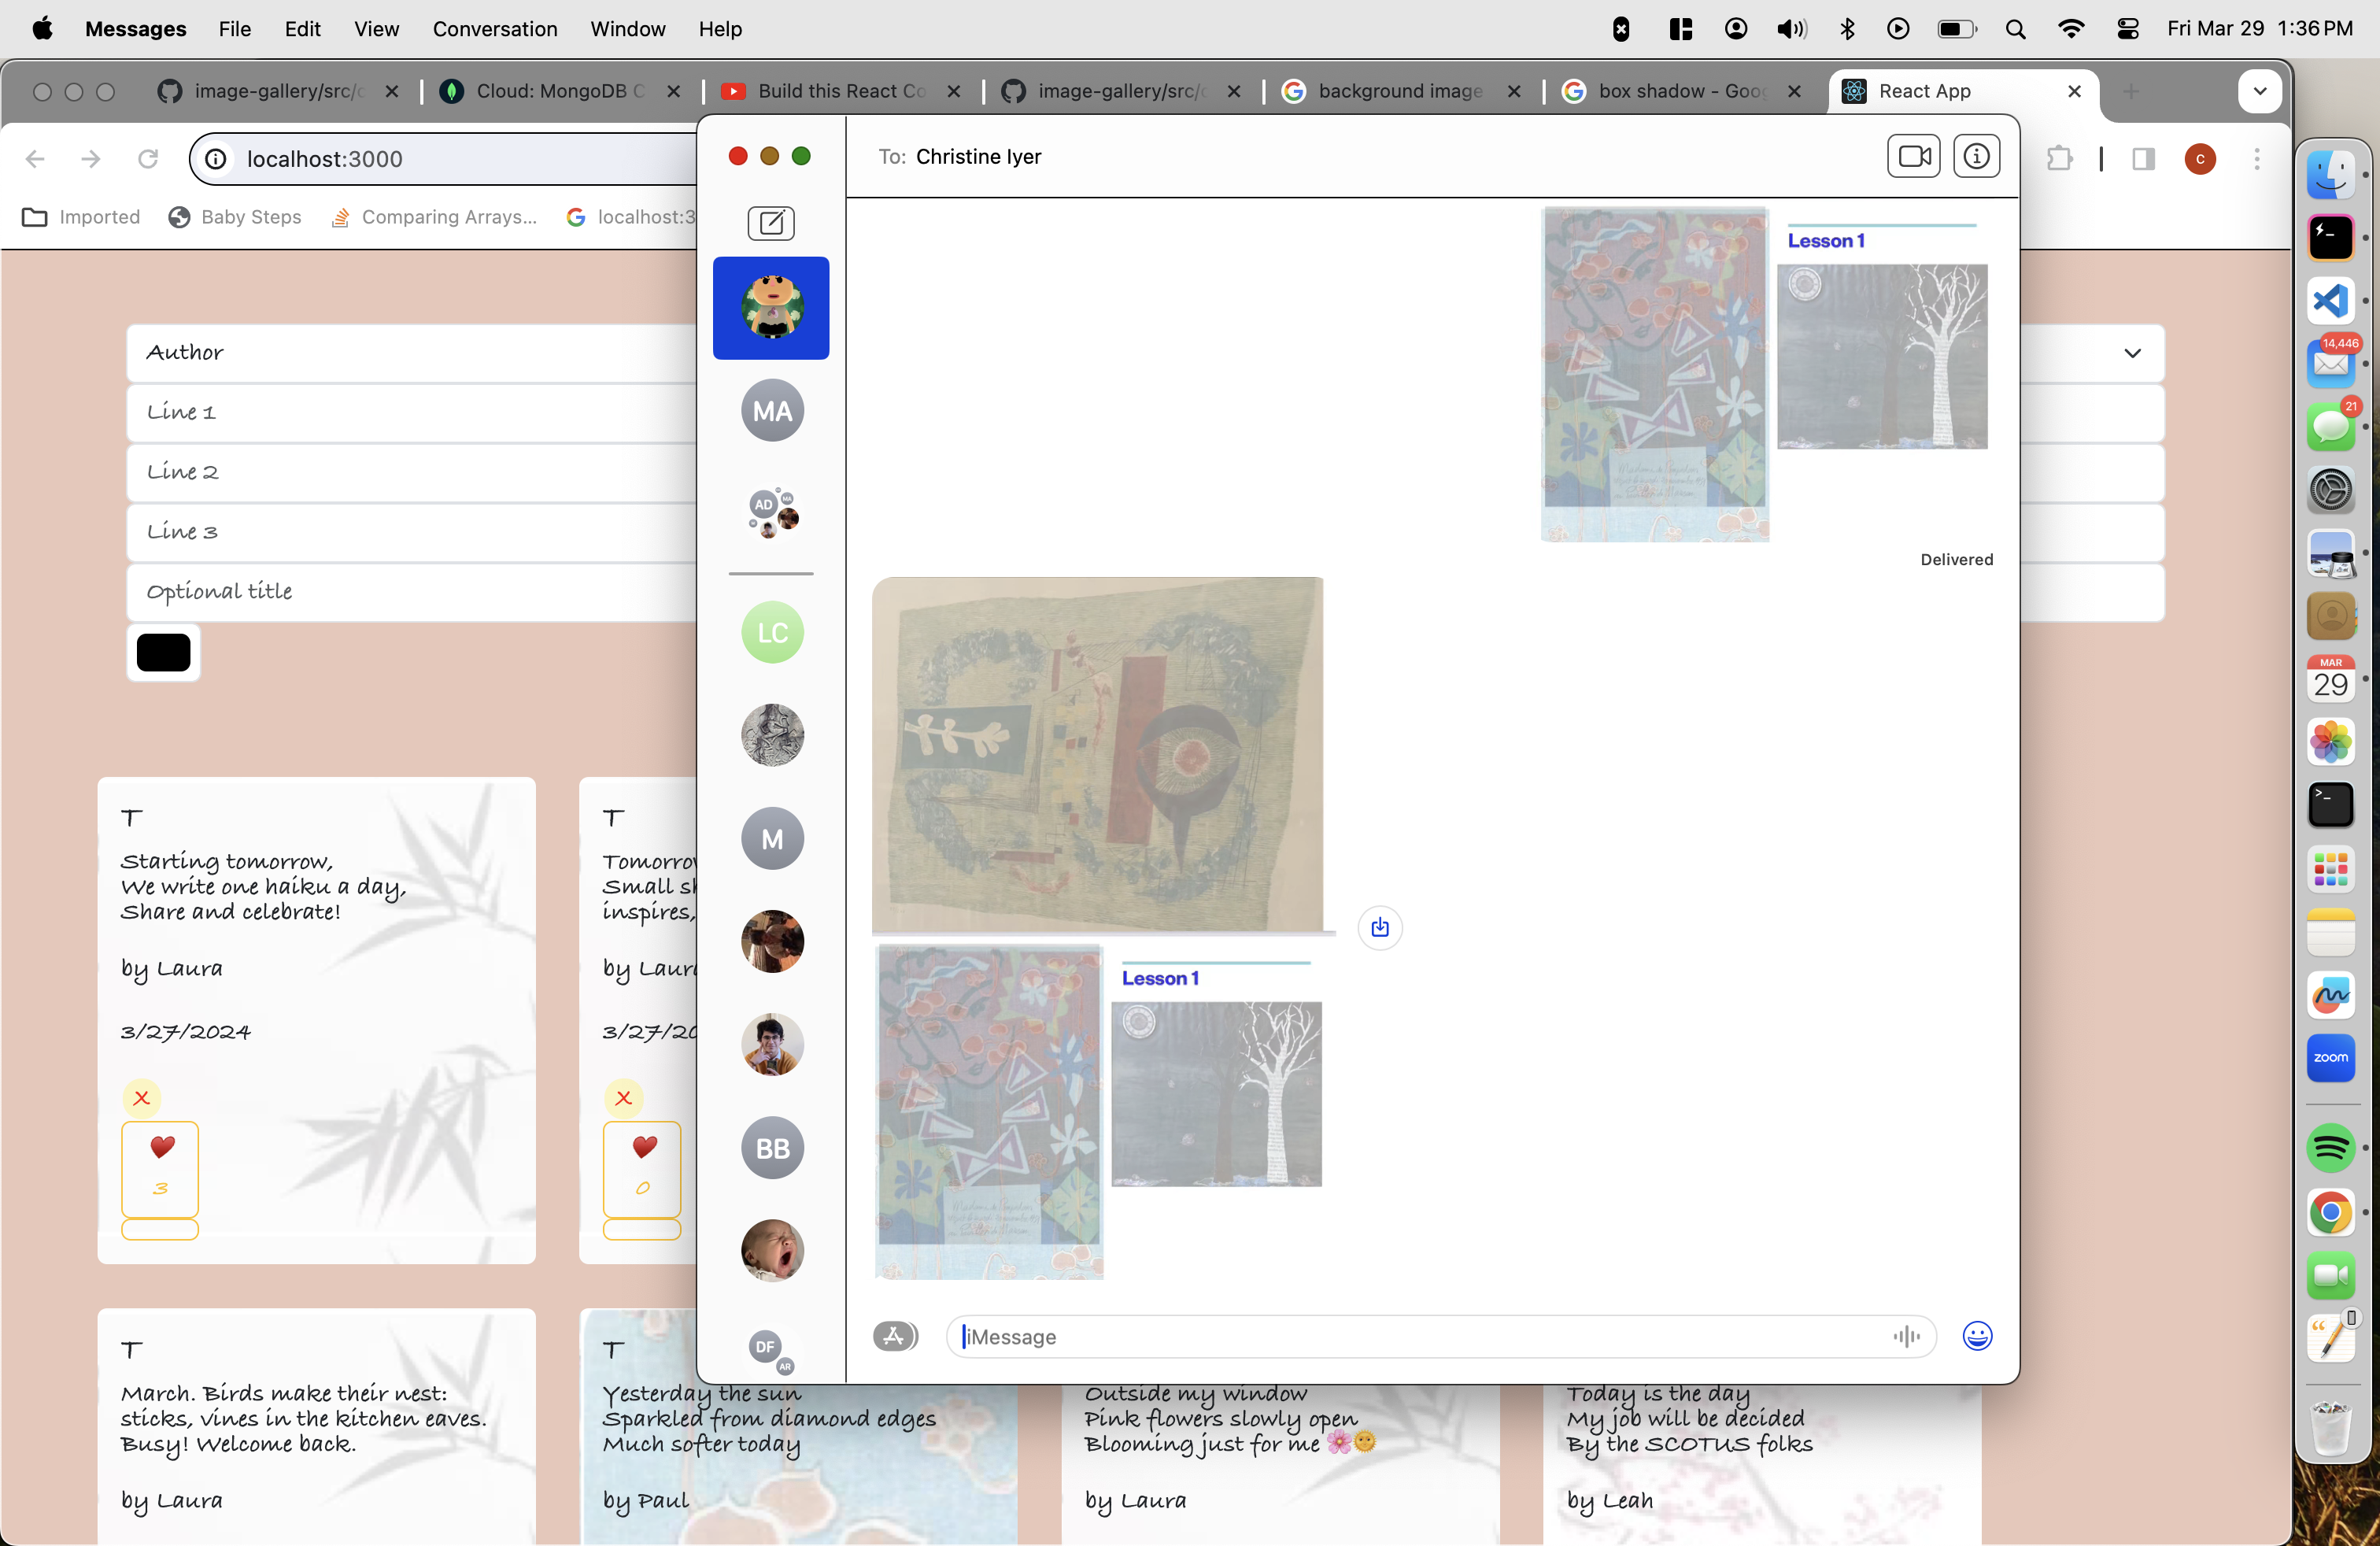 Messages File Edit View Conversation Window Help
Fri Mar 29 1:36 PM
image-gallery/src/c
Cloud: MongoDB C
Build this React Co
image-gallery/src/c
background image
box shadow - Goog
React App
localhost:3000
C
Imported
Baby Steps
Comparing Arrays...
localhost:3
Author
Line 1
Line 2
Line 3
Optional title
T
Starting tomorrow,
We write one haiku a day,
Share and celebrate!
by Laura
3/27/2024
X
3
T
Tomorrow
Small sh
inspires,
by Laura
3/27/20
X
0
T
March. Birds make their nest:
sticks, vines in the kitchen eaves.
Busy! Welcome back.
by Laura
T
Yesterday the sun
Sparkled from diamond edges
Much softer today
by Paul
Outside my window
Pink flowers slowly open
Blooming just for me 🌸🌞
by Laura
Today is the day
My job will be decided
By the SCOTUS folks
by Leah
To: Christine Iyer
MA
AD
MA
LC
M
BB
DF
AR
Lesson 1
Delivered
Lesson 1
iMessage
14,446
21
MAR
29
zoom